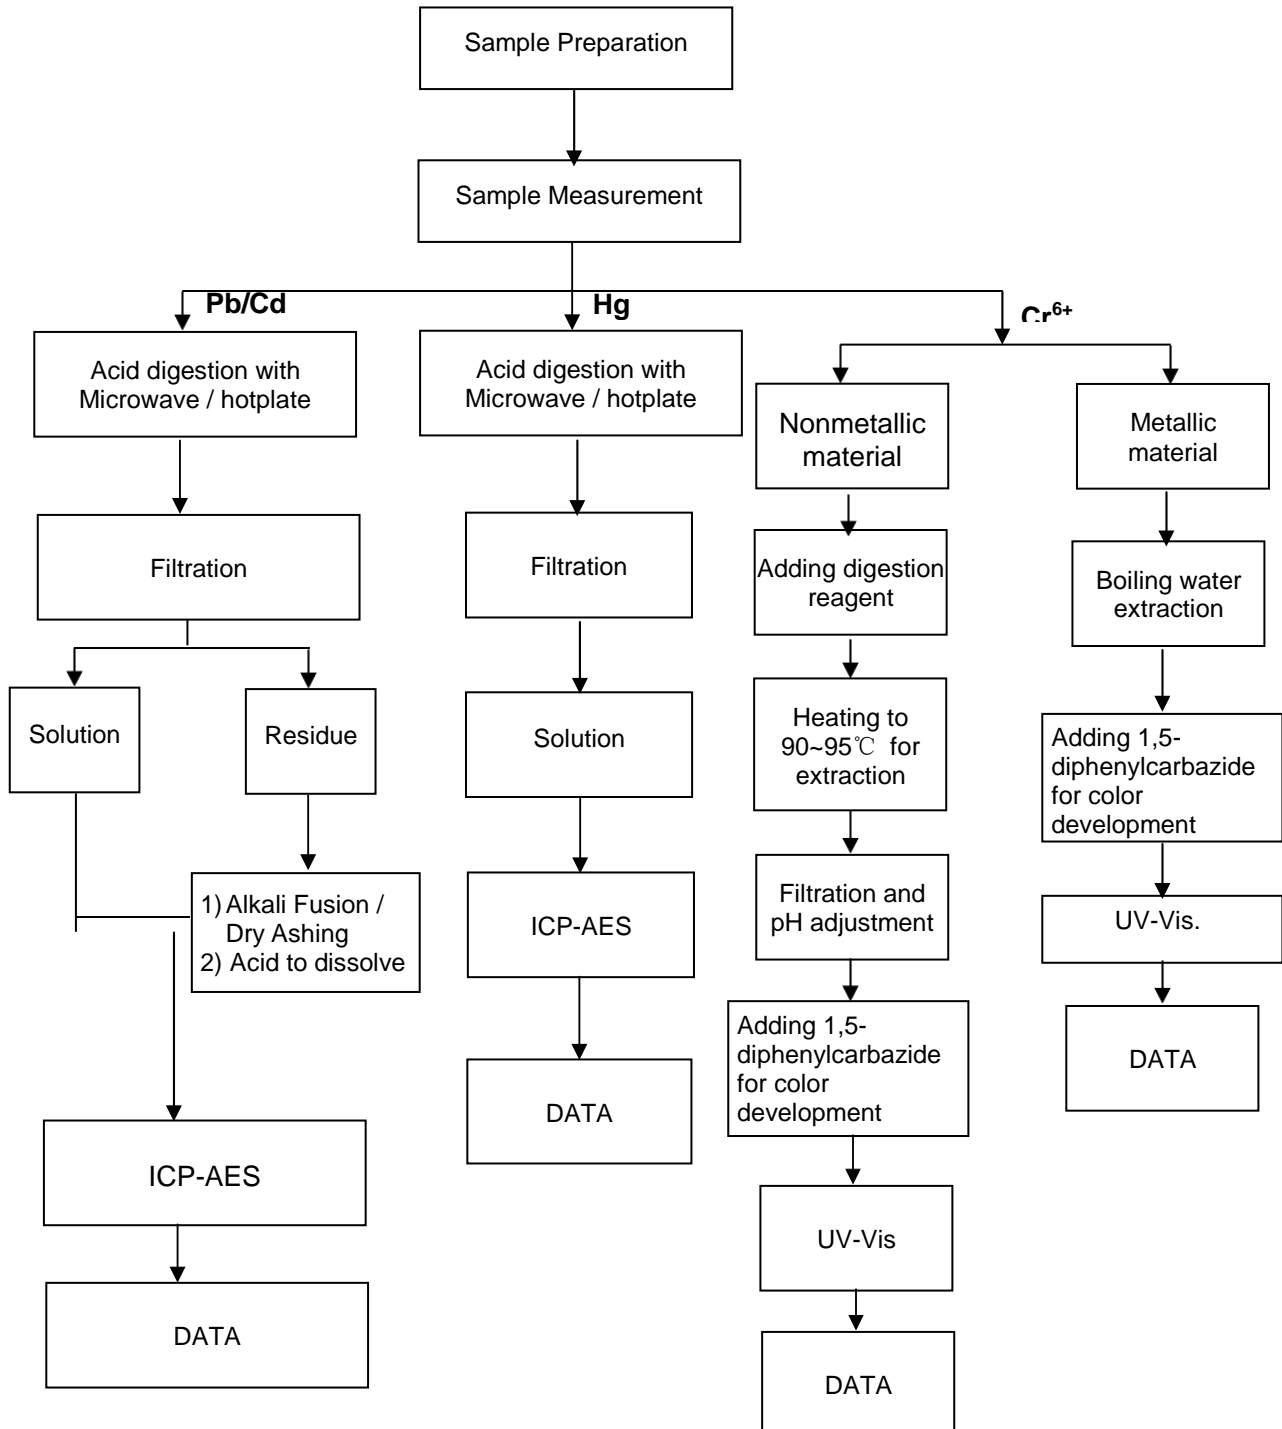 Sample Preparation
Sample Measurement
Pb/Cd
Hg
Cr⁶⁺
Acid digestion with
Microwave / hotplate
Filtration
Solution
Residue
1) Alkali Fusion /
Dry Ashing
2) Acid to dissolve
ICP-AES
DATA
Acid digestion with
Microwave / hotplate
Filtration
Solution
ICP-AES
DATA
Nonmetallic
material
Adding digestion
reagent
Heating to
90~95℃ for
extraction
Filtration and
pH adjustment
Adding 1,5-
diphenylcarbazide
for color
development
UV-Vis
DATA
Metallic
material
Boiling water
extraction
Adding 1,5-
diphenylcarbazide
for color
development
UV-Vis.
DATA